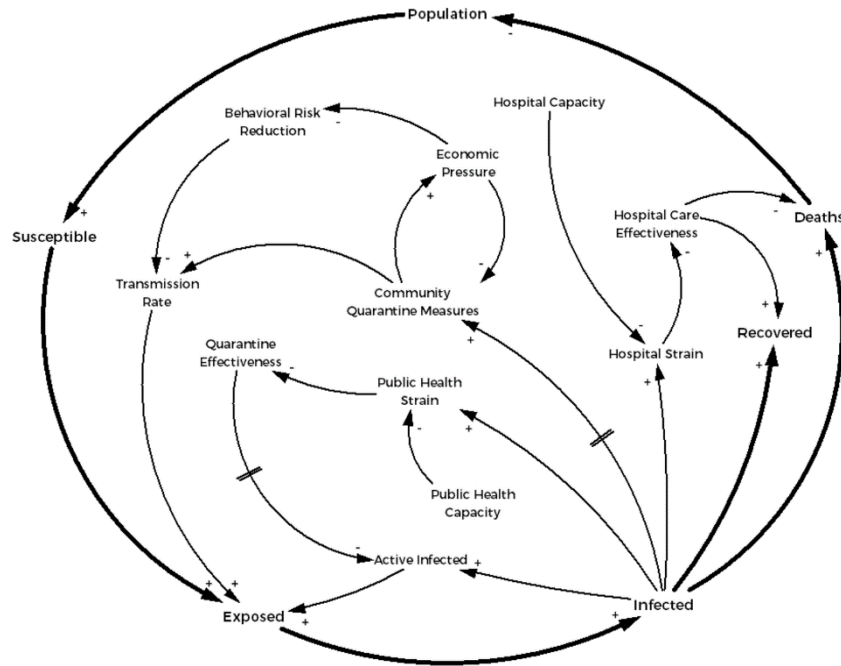 Population
-
Hospital Capacity
Behavioral Risk
Reduction
-
Economic
Pressure
+
+
Susceptible
Hospital Care
Effectiveness
-
Deaths
+
-
-
+
-
Transmission
Rate
Community
Quarantine Measures
+
+
-
Recovered
Hospital Strain
+
+
Quarantine
Effectiveness
-
Public Health
Strain
-
+
Public Health
Capacity
-
Active Infected
+
+
+
Exposed
+
+
Infected